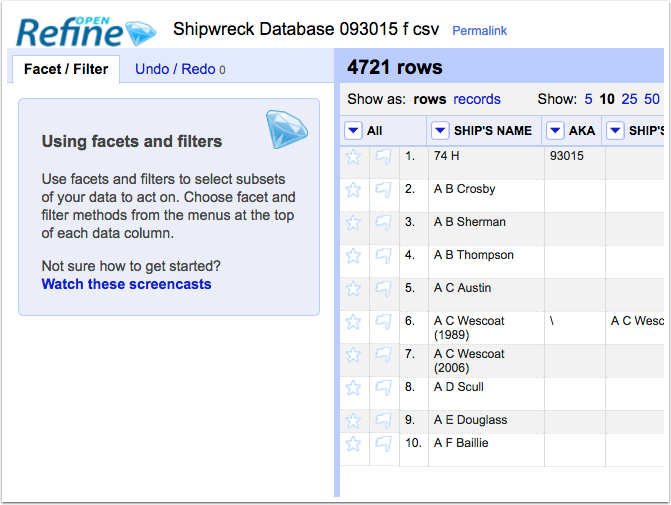 OPEN
Refine
Shipwreck Database 093015 f csv Permalink
Facet / Filter Undo / Redo 0
Using facets and filters
Use facets and filters to select subsets
of your data to act on. Choose facet and
filter methods from the menus at the top
of each data column.
Not sure how to get started?
Watch these screencasts
4721 rows
Show as: rows records Show: 5 10 25 50
All SHIP'S NAME AKA SHIP'S
1. 74 H 93015
2. A B Crosby
3. A B Sherman
4. A B Thompson
5. A C Austin
6. A C Wescoat \ A C Wesc
(1989)
7. A C Wescoat
(2006)
8. A D Scull
9. A E Douglass
10. A F Baillie